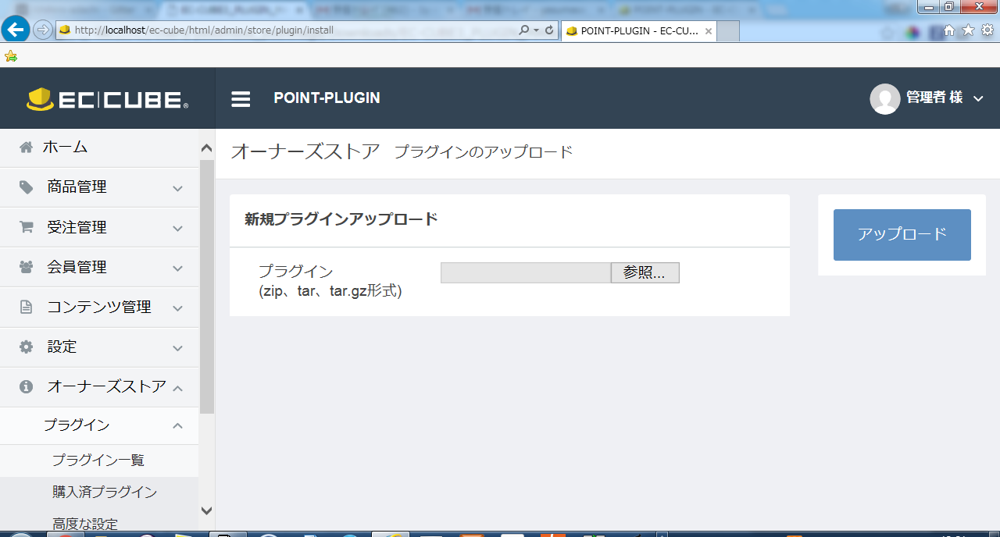 http://localhost/ec-cube/html/admin/store/plugin/install
POINT-PLUGIN - EC-CU...
EC CUBE®
POINT-PLUGIN
管理者 様
ホーム
商品管理
受注管理
会員管理
コンテンツ管理
設定
オーナーズストア
プラグイン
プラグイン一覧
購入済プラグイン
高度な設定
オーナーズストア プラグインのアップロード
新規プラグインアップロード
プラグイン
(zip、tar、tar.gz形式)
参照...
アップロード